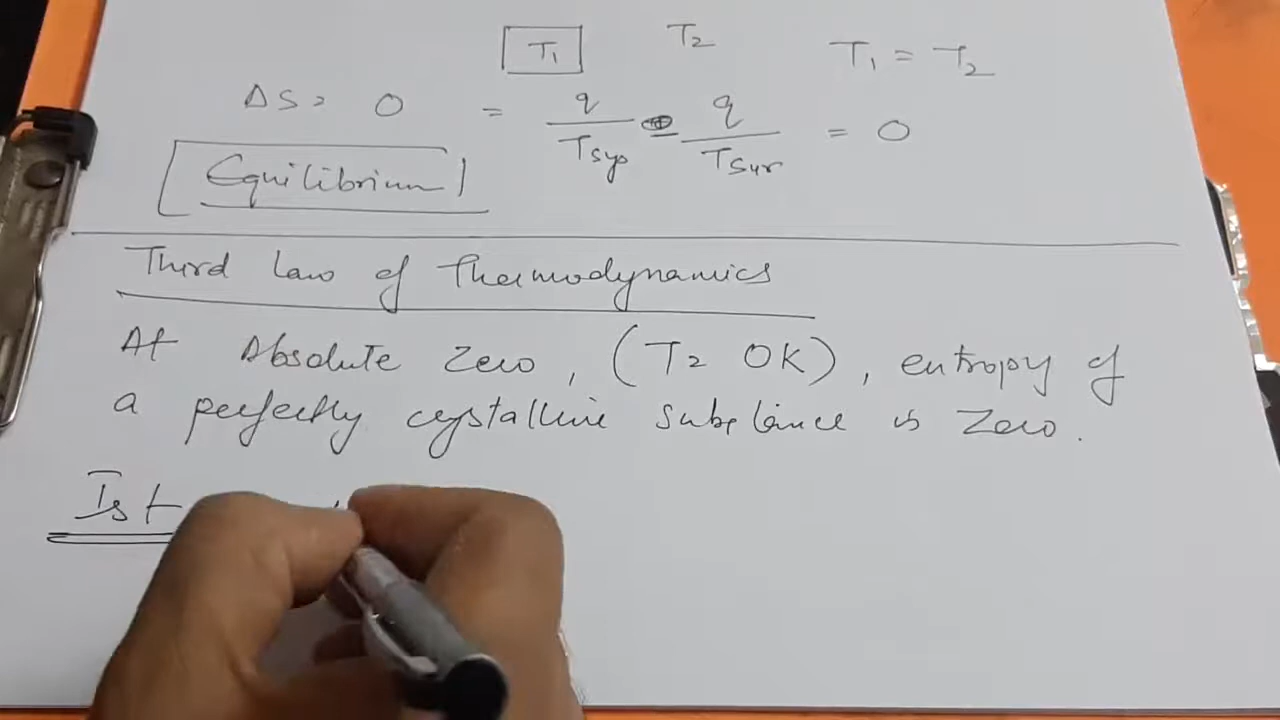 T₁ T₂ T₁ = T₂
ΔS = 0 = q/Tsys - q/Tsur = 0
Equilibrium
Third Law of Thermodynamics
At Absolute Zero, (T = 0K), entropy of
a perfectly crystalline substance is Zero.
Ist